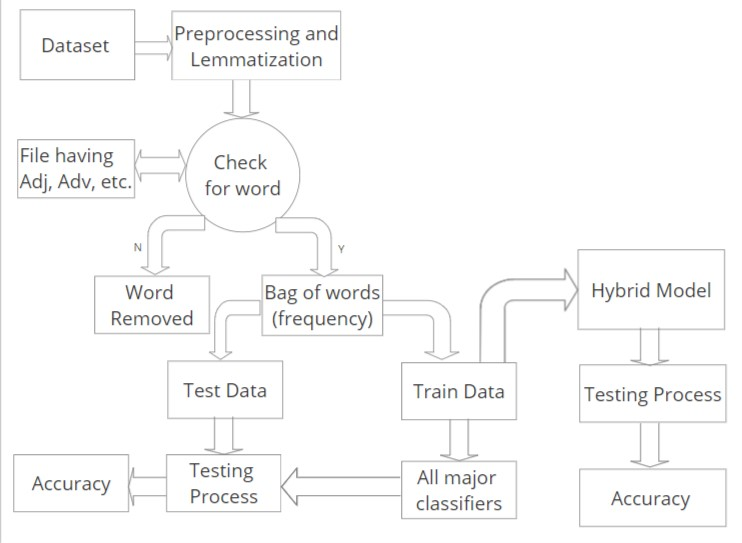 Dataset
Preprocessing and
Lemmatization
File having
Adj, Adv, etc.
Check
for word
N
Y
Word
Removed
Bag of words
(frequency)
Hybrid Model
Test Data
Train Data
Testing Process
Accuracy
Testing
Process
All major
classifiers
Accuracy